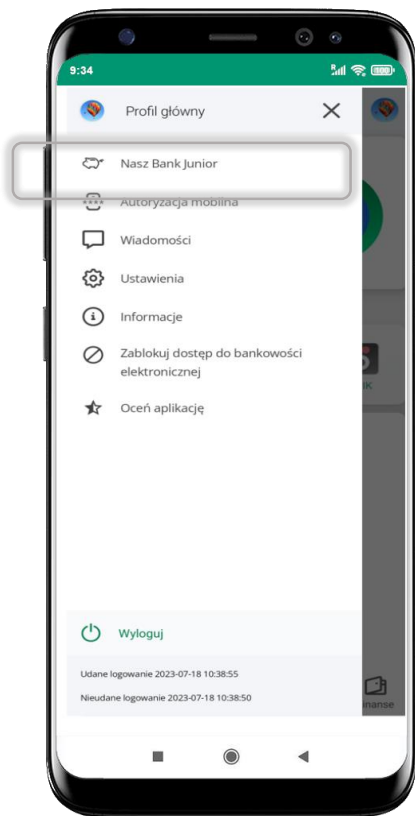 9:34
Profil główny
Nasz Bank Junior
Autoryzacja mobilna
Wiadomości
Ustawienia
Informacje
Zablokuj dostęp do bankowości
elektronicznej
Oceń aplikację
Wyloguj
Udane logowanie 2023-07-18 10:38:55
Nieudane logowanie 2023-07-18 10:38:50
inanse